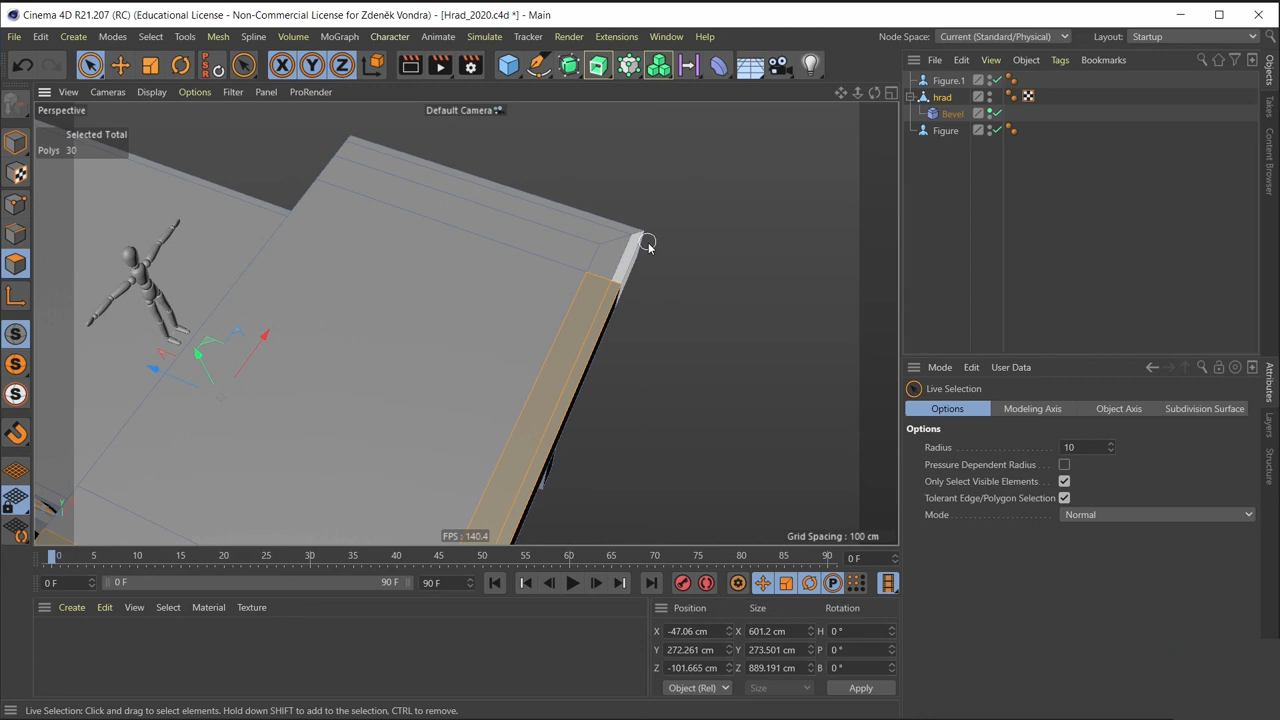 Cinema 4D R21.207 (RC) (Educational License - Non-Commercial License for Zdeněk Vondra) - [Hrad_2020.c4d *] - Main
File Edit Create Modes Select Tools Mesh Spline Volume MoGraph Character Animate Simulate Tracker Render Extensions Window Help Node Space: Current (Standard/Physical) Layout: Startup
X Y Z
File Edit View Object Tags Bookmarks
View Cameras Display Options Filter Panel ProRender
Perspective Default Camera
Selected Total
Polys 30
Figure.1
hrad
Bevel
Figure
Objects
Takes
Content Browser
Mode Edit User Data
Live Selection
Options Modeling Axis Object Axis Subdivision Surface
Options
Radius 10
Pressure Dependent Radius
Only Select Visible Elements
Tolerant Edge/Polygon Selection
Mode Normal
Attributes
Layers
Structure
FPS : 140.4 Grid Spacing : 100 cm
0 5 10 15 20 25 30 35 40 45 50 55 60 65 70 75 80 85 90 0 F
0 F 0 F 90 F 90 F
Create Edit View Select Material Texture
Position Size Rotation
X -47.06 cm X 601.2 cm H 0 °
Y 272.261 cm Y 273.501 cm P 0 °
Z -101.665 cm Z 889.191 cm B 0 °
Object (Rel) Size Apply
Live Selection: Click and drag to select elements. Hold down SHIFT to add to the selection, CTRL to remove.